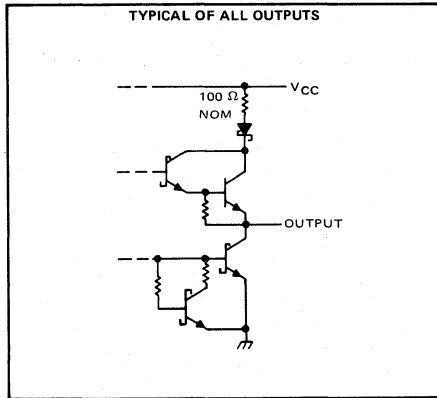 TYPICAL OF ALL OUTPUTS
VCC
100 Ω
NOM
OUTPUT